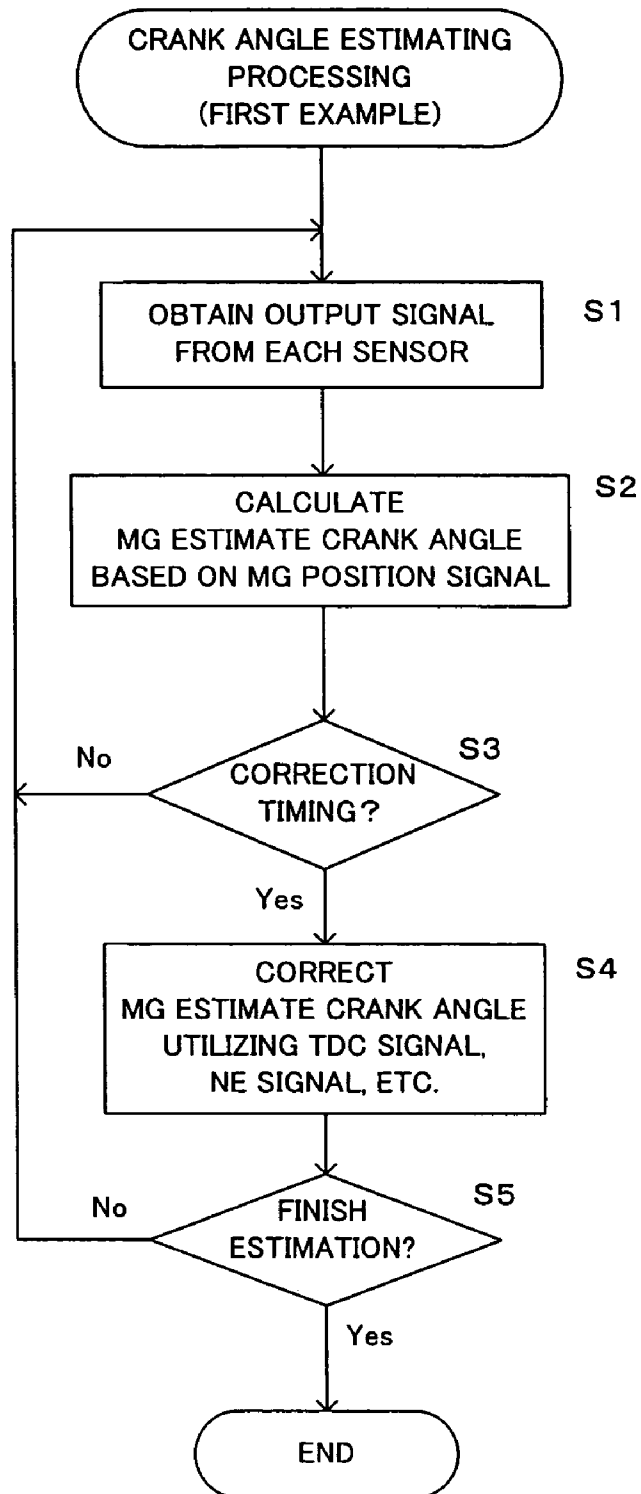 CRANK ANGLE ESTIMATING
PROCESSING
(FIRST EXAMPLE)
OBTAIN OUTPUT SIGNAL
FROM EACH SENSOR
S1
CALCULATE
MG ESTIMATE CRANK ANGLE
BASED ON MG POSITION SIGNAL
S2
CORRECTION
TIMING?
S3
No
Yes
CORRECT
MG ESTIMATE CRANK ANGLE
UTILIZING TDC SIGNAL,
NE SIGNAL, ETC.
S4
FINISH
ESTIMATION?
S5
No
Yes
END